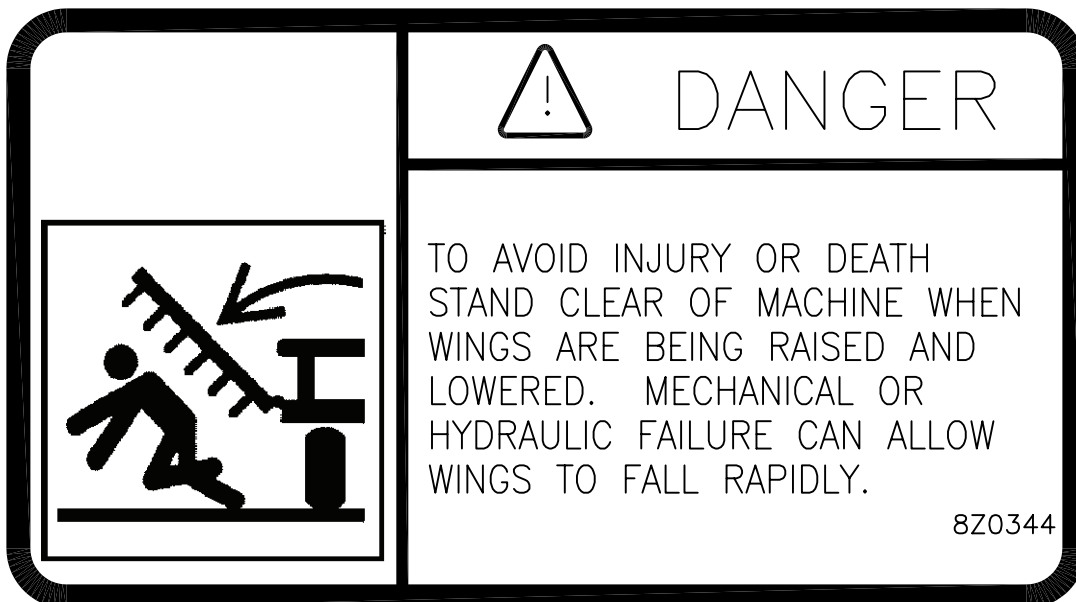 DANGER
TO AVOID INJURY OR DEATH
STAND CLEAR OF MACHINE WHEN
WINGS ARE BEING RAISED AND
LOWERED. MECHANICAL OR
HYDRAULIC FAILURE CAN ALLOW
WINGS TO FALL RAPIDLY.
8Z0344